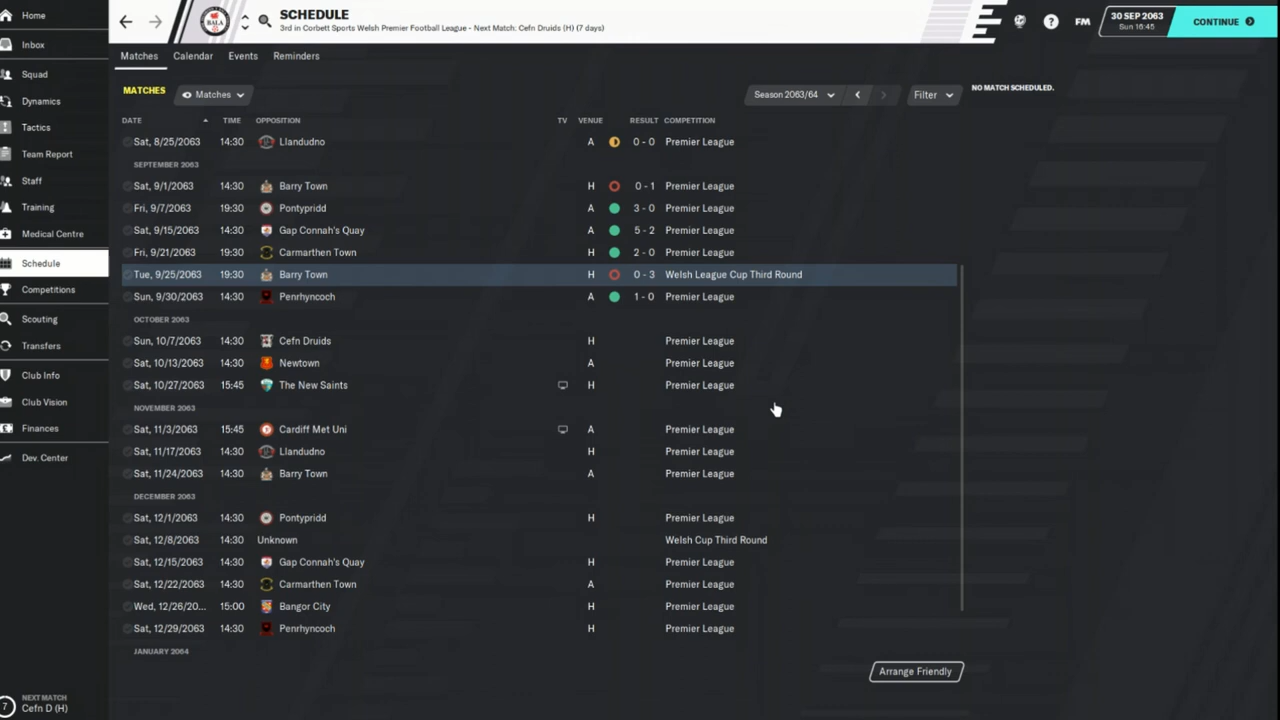 Home
Inbox
Squad
Dynamics
Tactics
Team Report
Staff
Training
Medical Centre
Schedule
Competitions
Scouting
Transfers
Club Info
Club Vision
Finances
Dev. Center
7
NEXT MATCH
Cefn D (H)
BALA
SCHEDULE
3rd in Corbett Sports Welsh Premier Football League - Next Match: Cefn Druids (H) (7 days)
? FM
30 SEP 2063
Sun 16:45
CONTINUE
Matches Calendar Events Reminders
MATCHES Matches Season 2063/64 < > Filter NO MATCH SCHEDULED.
DATE TIME OPPOSITION TV VENUE RESULT COMPETITION
Sat, 8/25/2063 14:30 Llandudno A 0 - 0 Premier League
SEPTEMBER 2063
Sat, 9/1/2063 14:30 Barry Town H 0 - 1 Premier League
Fri, 9/7/2063 19:30 Pontypridd A 3 - 0 Premier League
Sat, 9/15/2063 14:30 Gap Connah's Quay A 5 - 2 Premier League
Fri, 9/21/2063 19:30 Carmarthen Town H 2 - 0 Premier League
Tue, 9/25/2063 19:30 Barry Town H 0 - 3 Welsh League Cup Third Round
Sun, 9/30/2063 14:30 Penrhyncoch A 1 - 0 Premier League
OCTOBER 2063
Sun, 10/7/2063 14:30 Cefn Druids H Premier League
Sat, 10/13/2063 14:30 Newtown A Premier League
Sat, 10/27/2063 15:45 The New Saints H Premier League
NOVEMBER 2063
Sat, 11/3/2063 15:45 Cardiff Met Uni A Premier League
Sat, 11/17/2063 14:30 Llandudno H Premier League
Sat, 11/24/2063 14:30 Barry Town A Premier League
DECEMBER 2063
Sat, 12/1/2063 14:30 Pontypridd H Premier League
Sat, 12/8/2063 14:30 Unknown Welsh Cup Third Round
Sat, 12/15/2063 14:30 Gap Connah's Quay H Premier League
Sat, 12/22/2063 14:30 Carmarthen Town A Premier League
Wed, 12/26/20... 15:00 Bangor City H Premier League
Sat, 12/29/2063 14:30 Penrhyncoch H Premier League
JANUARY 2064
Arrange Friendly